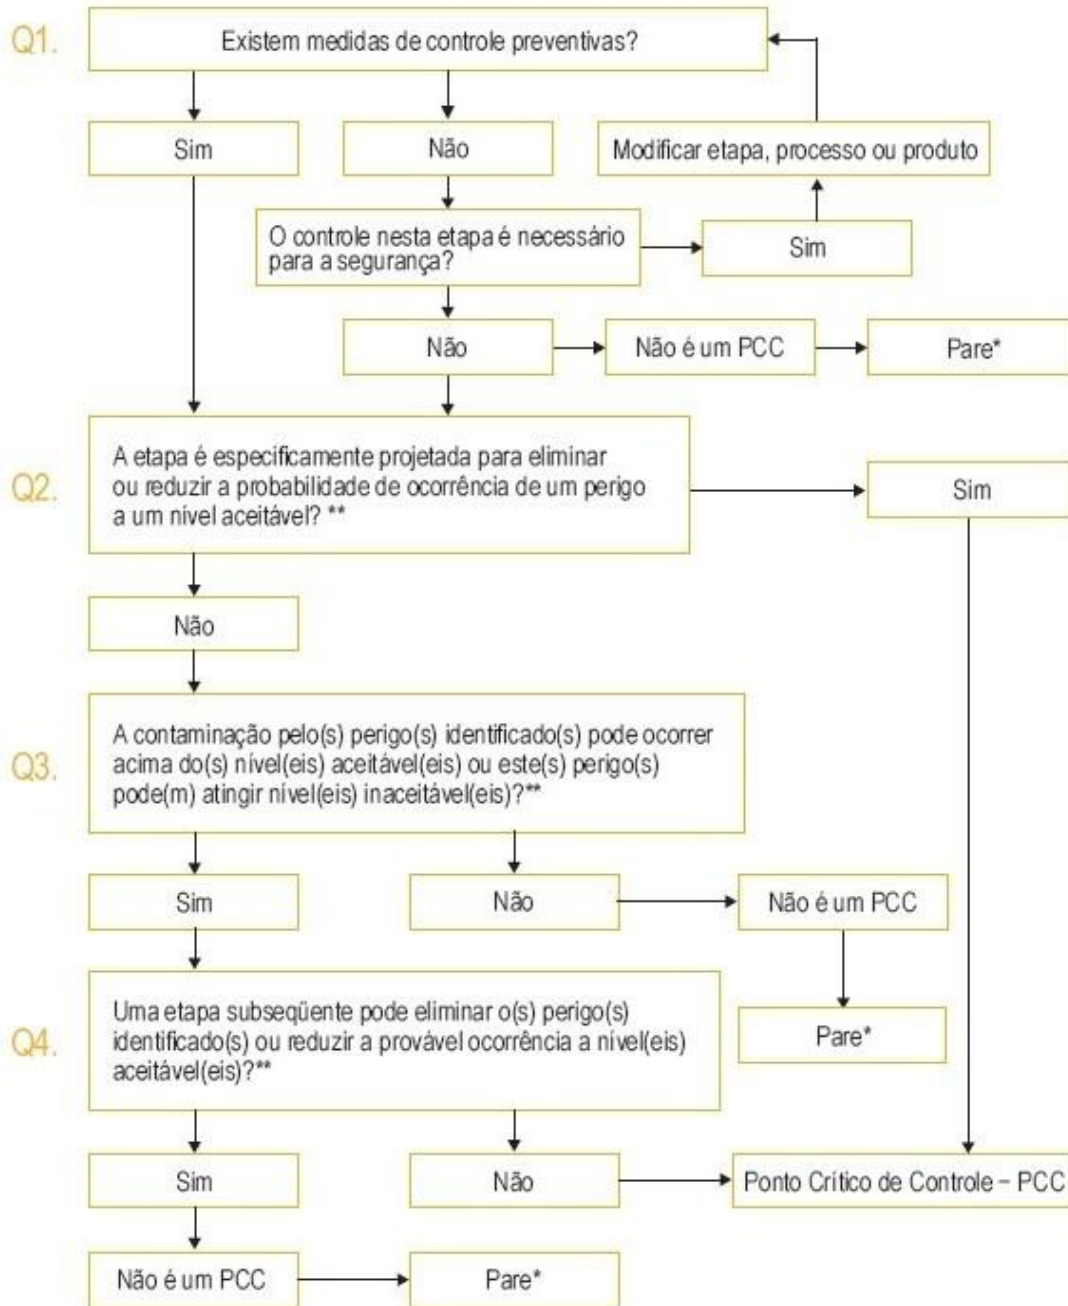 Q1.
Existem medidas de controle preventivas?
Sim
Não
Modificar etapa, processo ou produto
O controle nesta etapa é necessário
para a segurança?
Sim
Não
Não é um PCC
Pare*
Q2.
A etapa é especificamente projetada para eliminar
ou reduzir a probabilidade de ocorrência de um perigo
a um nível aceitável? **
Sim
Não
Q3.
A contaminação pelo(s) perigo(s) identificado(s) pode ocorrer
acima do(s) nível(eis) aceitável(eis) ou este(s) perigo(s)
pode(m) atingir nível(eis) inaceitável(eis)?**
Sim
Não
Não é um PCC
Pare*
Q4.
Uma etapa subseqüente pode eliminar o(s) perigo(s)
identificado(s) ou reduzir a provável ocorrência a nível(eis)
aceitável(eis)?**
Sim
Não
Ponto Crítico de Controle – PCC
Não é um PCC
Pare*